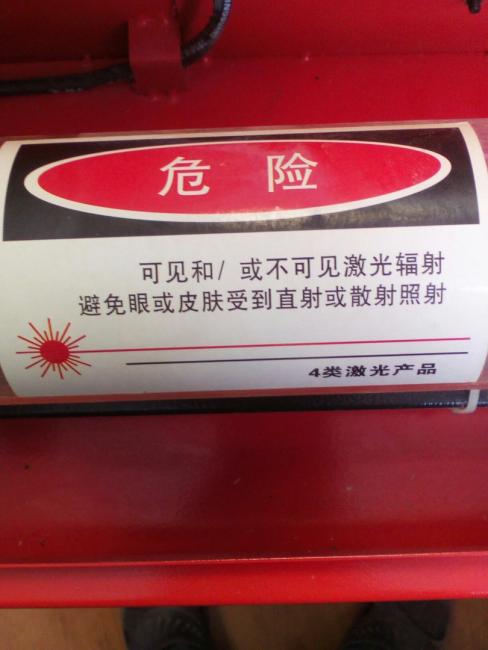 危 险
可见和/ 或不可见激光辐射
避免眼或皮肤受到直射或散射照射
4类激光产品